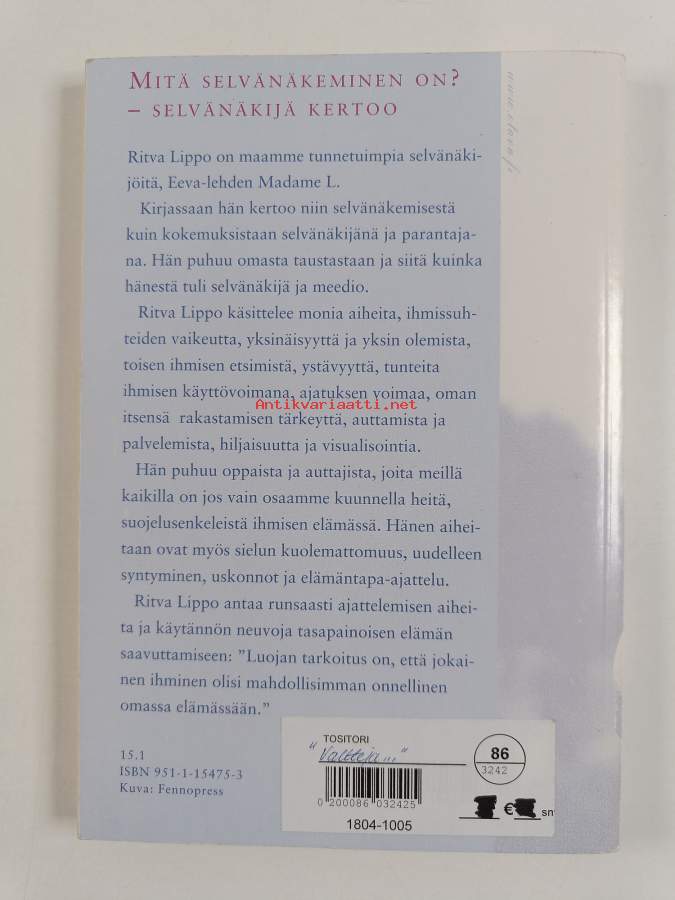 MITÄ SELVÄNÄKEMINEN ON?
– SELVÄNÄKIJÄ KERTOO
Ritva Lippo on maamme tunnetuimpia selvänäki-
jöitä, Eeva-lehden Madame L.
Kirjassaan hän kertoo niin selvänäkemisestä
kuin kokemuksistaan selvänäkijänä ja parantaja-
na. Hän puhuu omasta taustastaan ja siitä kuinka
hänestä tuli selvänäkijä ja meedio.
Ritva Lippo käsittelee monia aiheita, ihmissuh-
teiden vaikeutta, yksinäisyyttä ja yksin olemista,
toisen ihmisen etsimistä, ystävyyttä, tunteita
ihmisen käyttövoimana, ajatuksen voimaa, oman
Antikvariaatti.net
itsensä rakastamisen tärkeyttä, auttamista ja
palvelemista, hiljaisuutta ja visualisointia.
Hän puhuu oppaista ja auttajista, joita meillä
kaikilla on jos vain osaamme kuunnella heitä,
suojelusenkeleistä ihmisen elämässä. Hänen aihei-
taan ovat myös sielun kuolemattomuus, uudelleen
syntyminen, uskonnot ja elämäntapa-ajattelu.
Ritva Lippo antaa runsaasti ajattelemisen aihei-
ta ja käytännön neuvoja tasapainoisen elämän
saavuttamiseen: ”Luojan tarkoitus on, että jokai-
nen ihminen olisi mahdollisimman onnellinen
omassa elämässään.”
15.1
ISBN 951-1-15475-3
Kuva: Fennopress
TOSITORI
"Valtteja..."
86
3242
0 200086 032425
€ sn
1804-1005